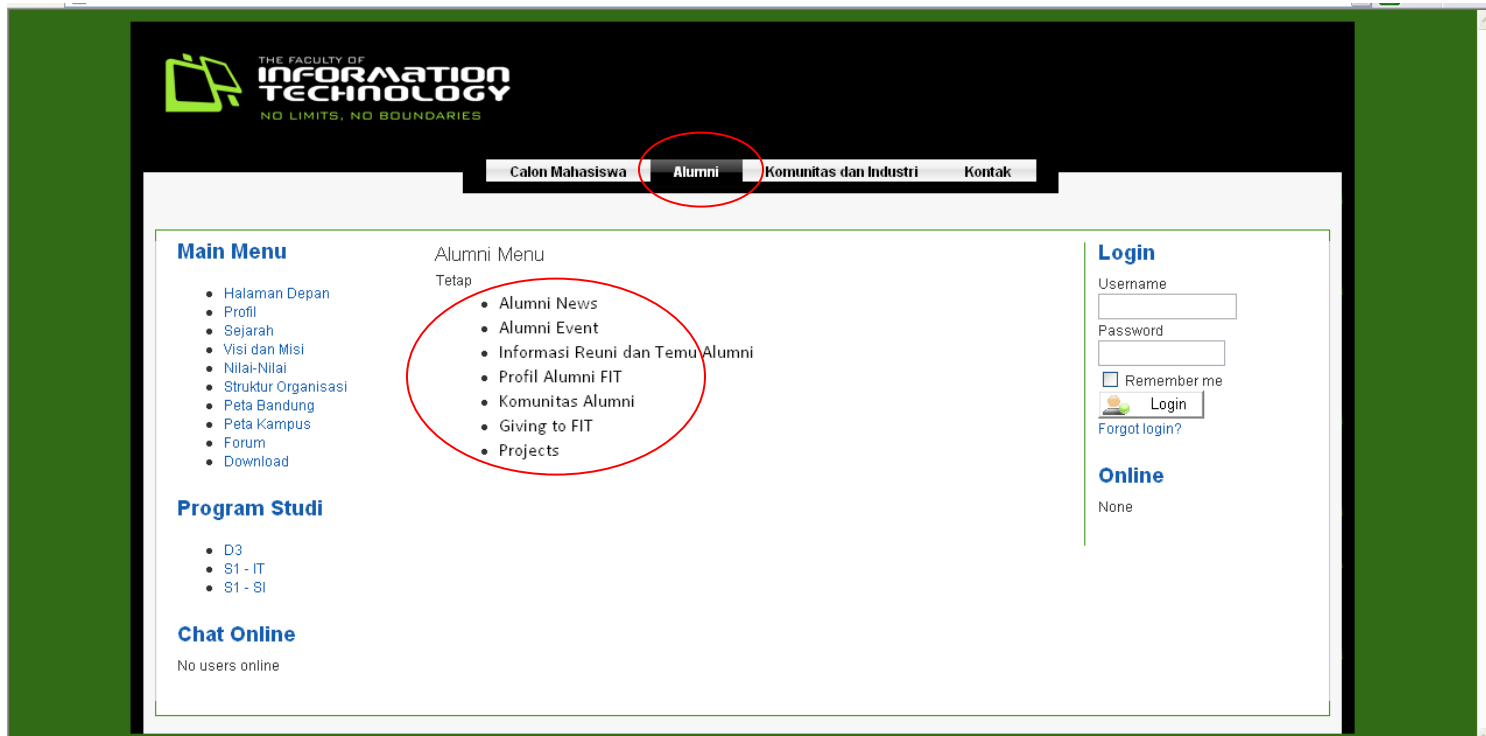 THE FACULTY OF
INFORMATION
TECHNOLOGY
NO LIMITS, NO BOUNDARIES
Calon Mahasiswa Alumni Komunitas dan Industri Kontak
Main Menu
Halaman Depan
Profil
Sejarah
Visi dan Misi
Nilai-Nilai
Struktur Organisasi
Peta Bandung
Peta Kampus
Forum
Download
Program Studi
D3
S1 - IT
S1 - SI
Chat Online
No users online
Alumni Menu
Tetap
Alumni News
Alumni Event
Informasi Reuni dan Temu Alumni
Profil Alumni FIT
Komunitas Alumni
Giving to FIT
Projects
Login
Username
Password
Remember me
Login
Forgot login?
Online
None